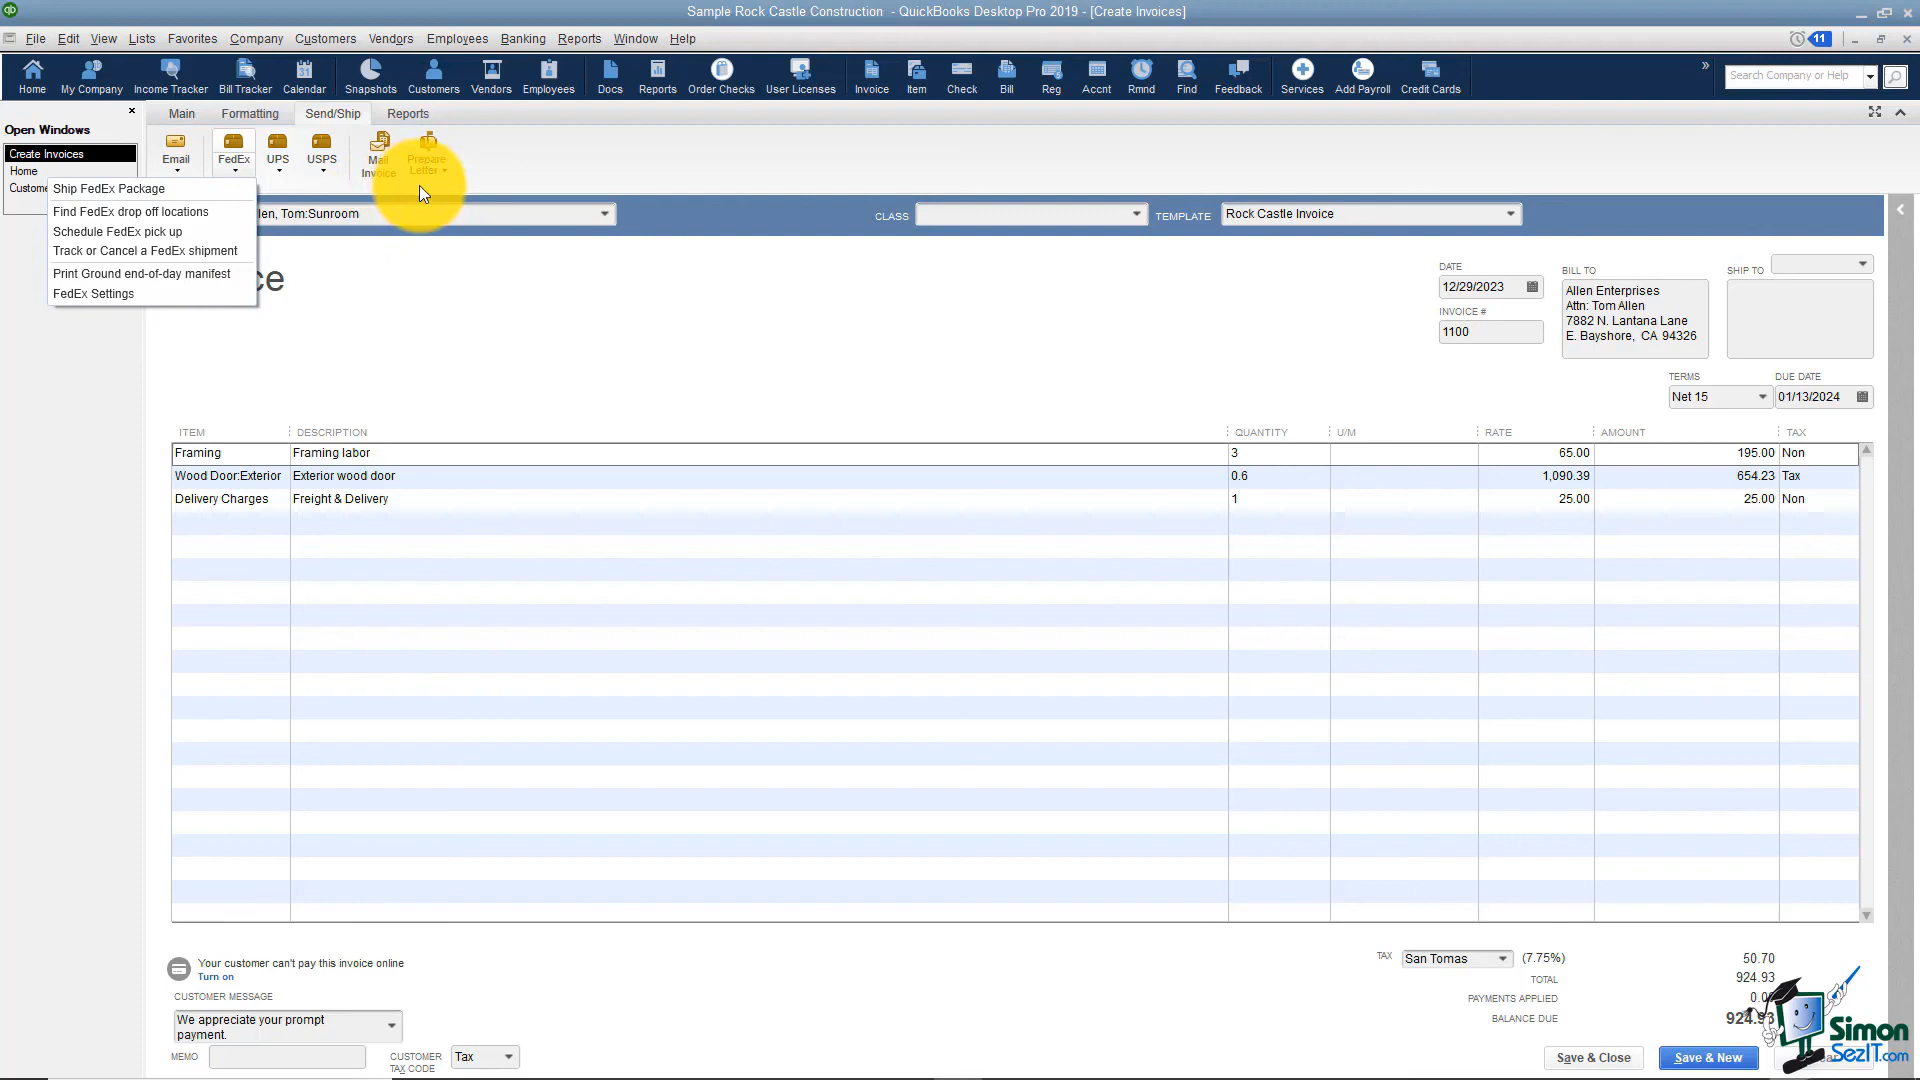 Sample Rock Castle Construction - QuickBooks Desktop Pro 2019 - [Create Invoices]
File Edit View Lists Favorites Company Customers Vendors Employees Banking Reports Window Help
11
Home My Company Income Tracker Bill Tracker Calendar Snapshots Customers Vendors Employees Docs Reports Order Checks User Licenses Invoice Item Check Bill Reg Accnt Rmnd Find Feedback Services Add Payroll Credit Cards
Search Company or Help
Main Formatting Send/Ship Reports
Open Windows
Create Invoices
Home
Custome
Email FedEx UPS USPS Mail Invoice Prepare Letter
Ship FedEx Package
Find FedEx drop off locations
Schedule FedEx pick up
Track or Cancel a FedEx shipment
Print Ground end-of-day manifest
FedEx Settings
len, Tom:Sunroom
CLASS
TEMPLATE Rock Castle Invoice
ce
DATE
12/29/2023
INVOICE #
1100
BILL TO
Allen Enterprises
Attn: Tom Allen
7882 N. Lantana Lane
E. Bayshore, CA 94326
SHIP TO
TERMS
Net 15
DUE DATE
01/13/2024
ITEM DESCRIPTION QUANTITY U/M RATE AMOUNT TAX
Framing Framing labor 3 65.00 195.00 Non
Wood Door:Exterior Exterior wood door 0.6 1,090.39 654.23 Tax
Delivery Charges Freight & Delivery 1 25.00 25.00 Non
Your customer can't pay this invoice online
Turn on
CUSTOMER MESSAGE
We appreciate your prompt
payment.
MEMO
CUSTOMER
TAX CODE
Tax
TAX San Tomas (7.75%) 50.70
TOTAL 924.93
PAYMENTS APPLIED 0.0
BALANCE DUE 924.93
Save & Close Save & New
Simon
SezIT.com